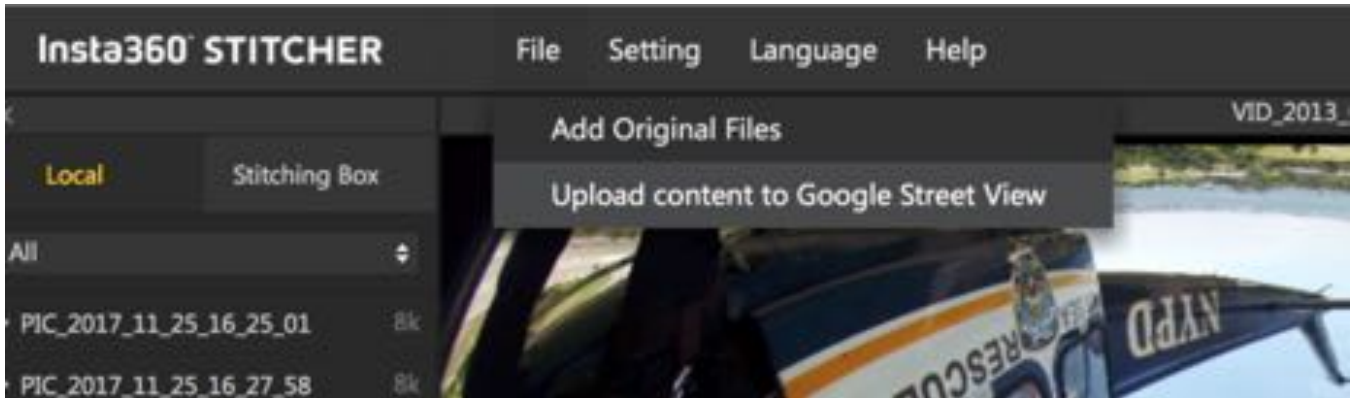 Insta360 STITCHER File Setting Language Help
Add Original Files
VID_2013_
Local Stitching Box
Upload content to Google Street View
All
PIC_2017_11_25_16_25_01 8k
PIC_2017_11_25_16_27_58 8k
NYPD
RESCUE